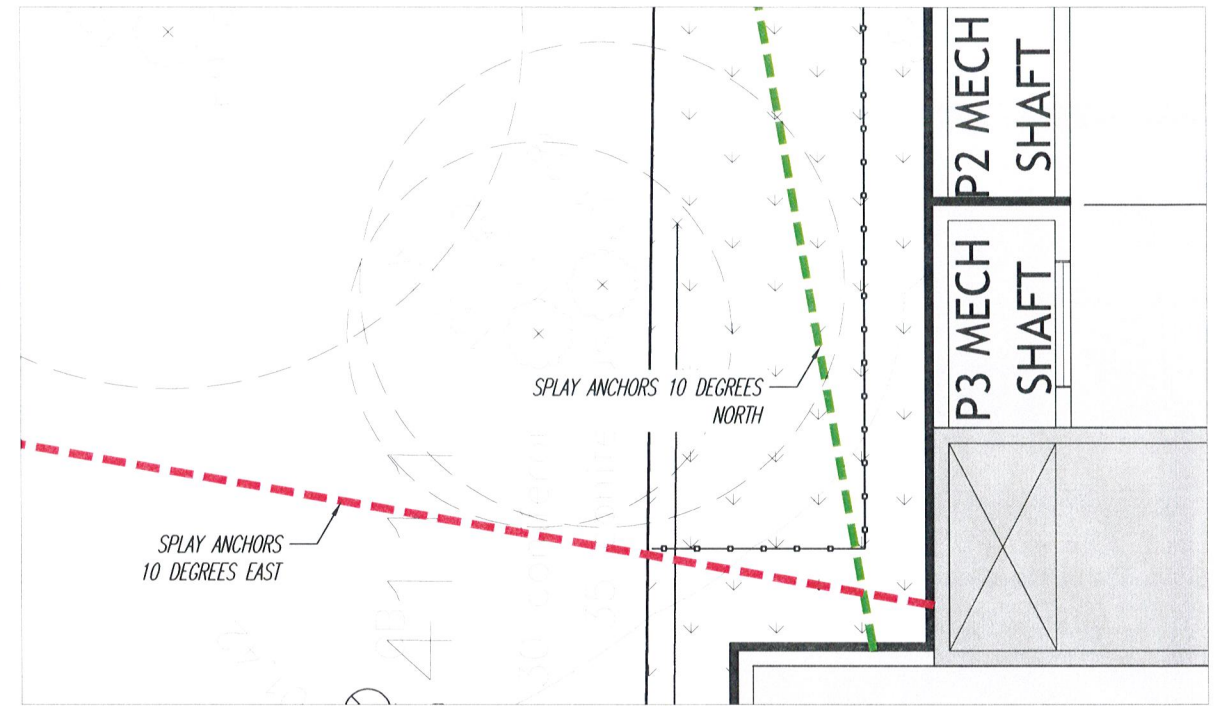 P2 MECH
SHAFT
P3 MECH
SHAFT
SPLAY ANCHORS 10 DEGREES
NORTH
SPLAY ANCHORS
10 DEGREES EAST